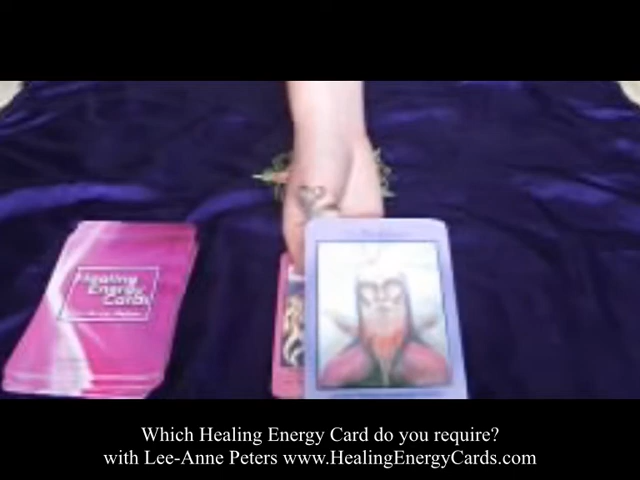 Healing
Energy
Cards
Which Healing Energy Card do you require?
with Lee-Anne Peters www.HealingEnergyCards.com